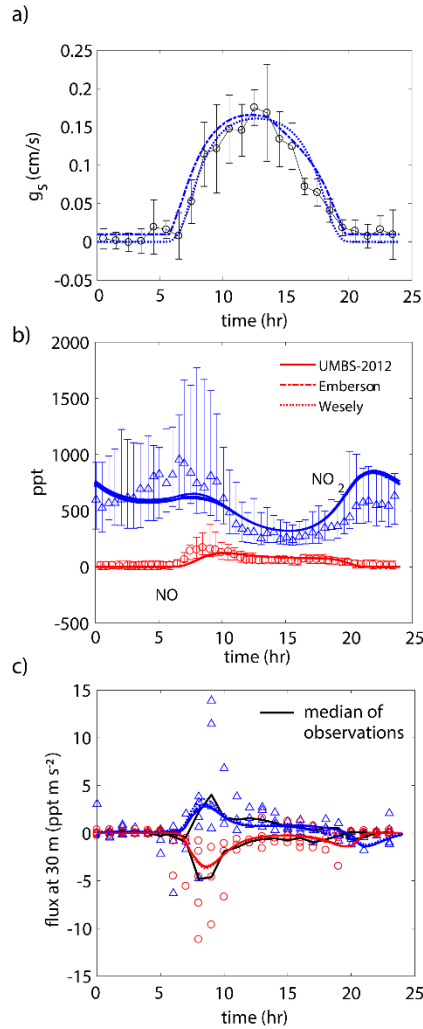 a)
0.25
0.2
0.15
0.1
0.05
0
-0.05
g_s (cm/s)
0 5 10 15 20 25
time (hr)
b)
2000
1500
1000
500
0
-500
ppt
UMBS-2012
Emberson
Wesely
NO₂
NO
0 5 10 15 20 25
time (hr)
c)
15
10
5
0
-5
-10
-15
flux at 30 m (ppt m s⁻²)
median of
observations
0 5 10 15 20 25
time (hr)